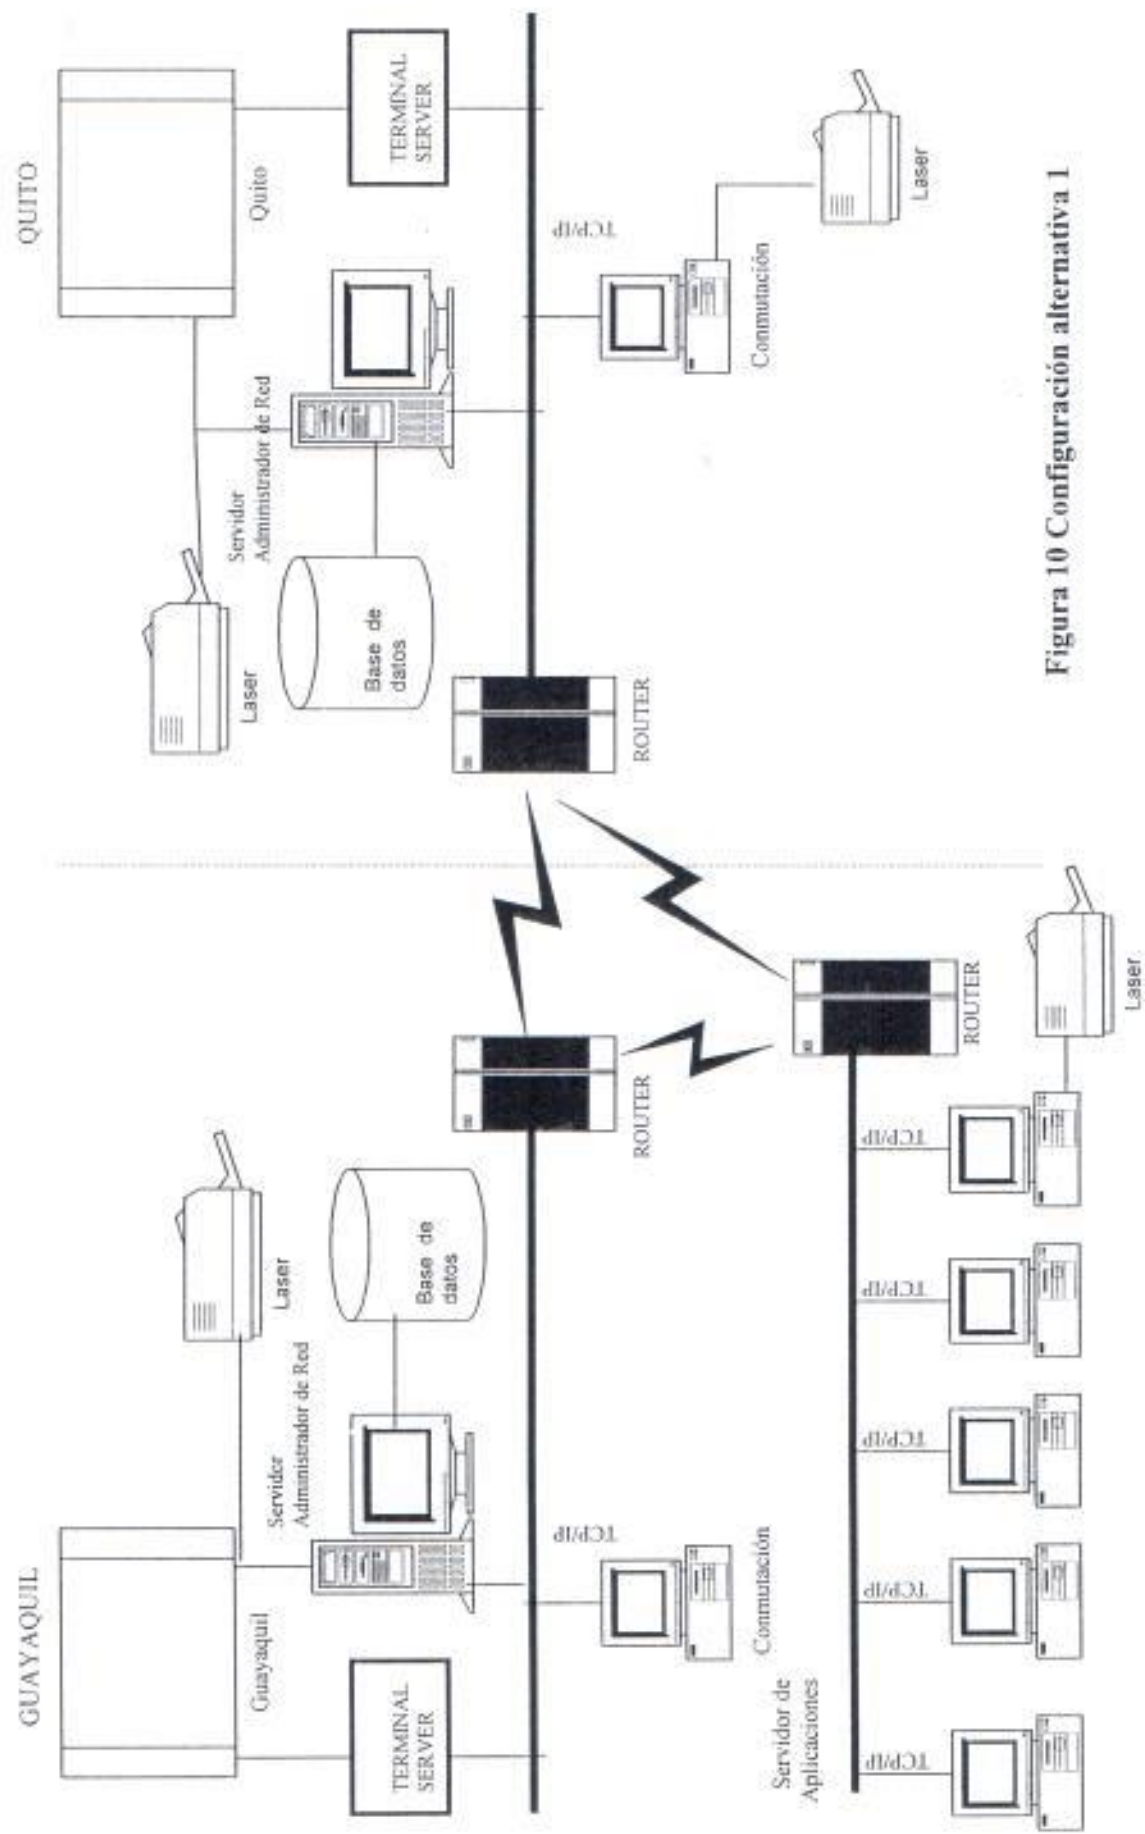 GUAYAQUIL
QUITO
Guayaquil
Quito
TERMINAL
SERVER
Servidor
Administrador de Red
Laser
Base de
datos
Laser
Servidor
Administrador de Red
Base de
datos
TERMINAL
SERVER
TCP/IP
Conmutación
ROUTER
ROUTER
TCP/IP
Conmutación
Laser
Servidor de
Aplicaciones
ROUTER
TCP/IP
TCP/IP
TCP/IP
TCP/IP
TCP/IP
Laser
Figura 10 Configuración alternativa 1